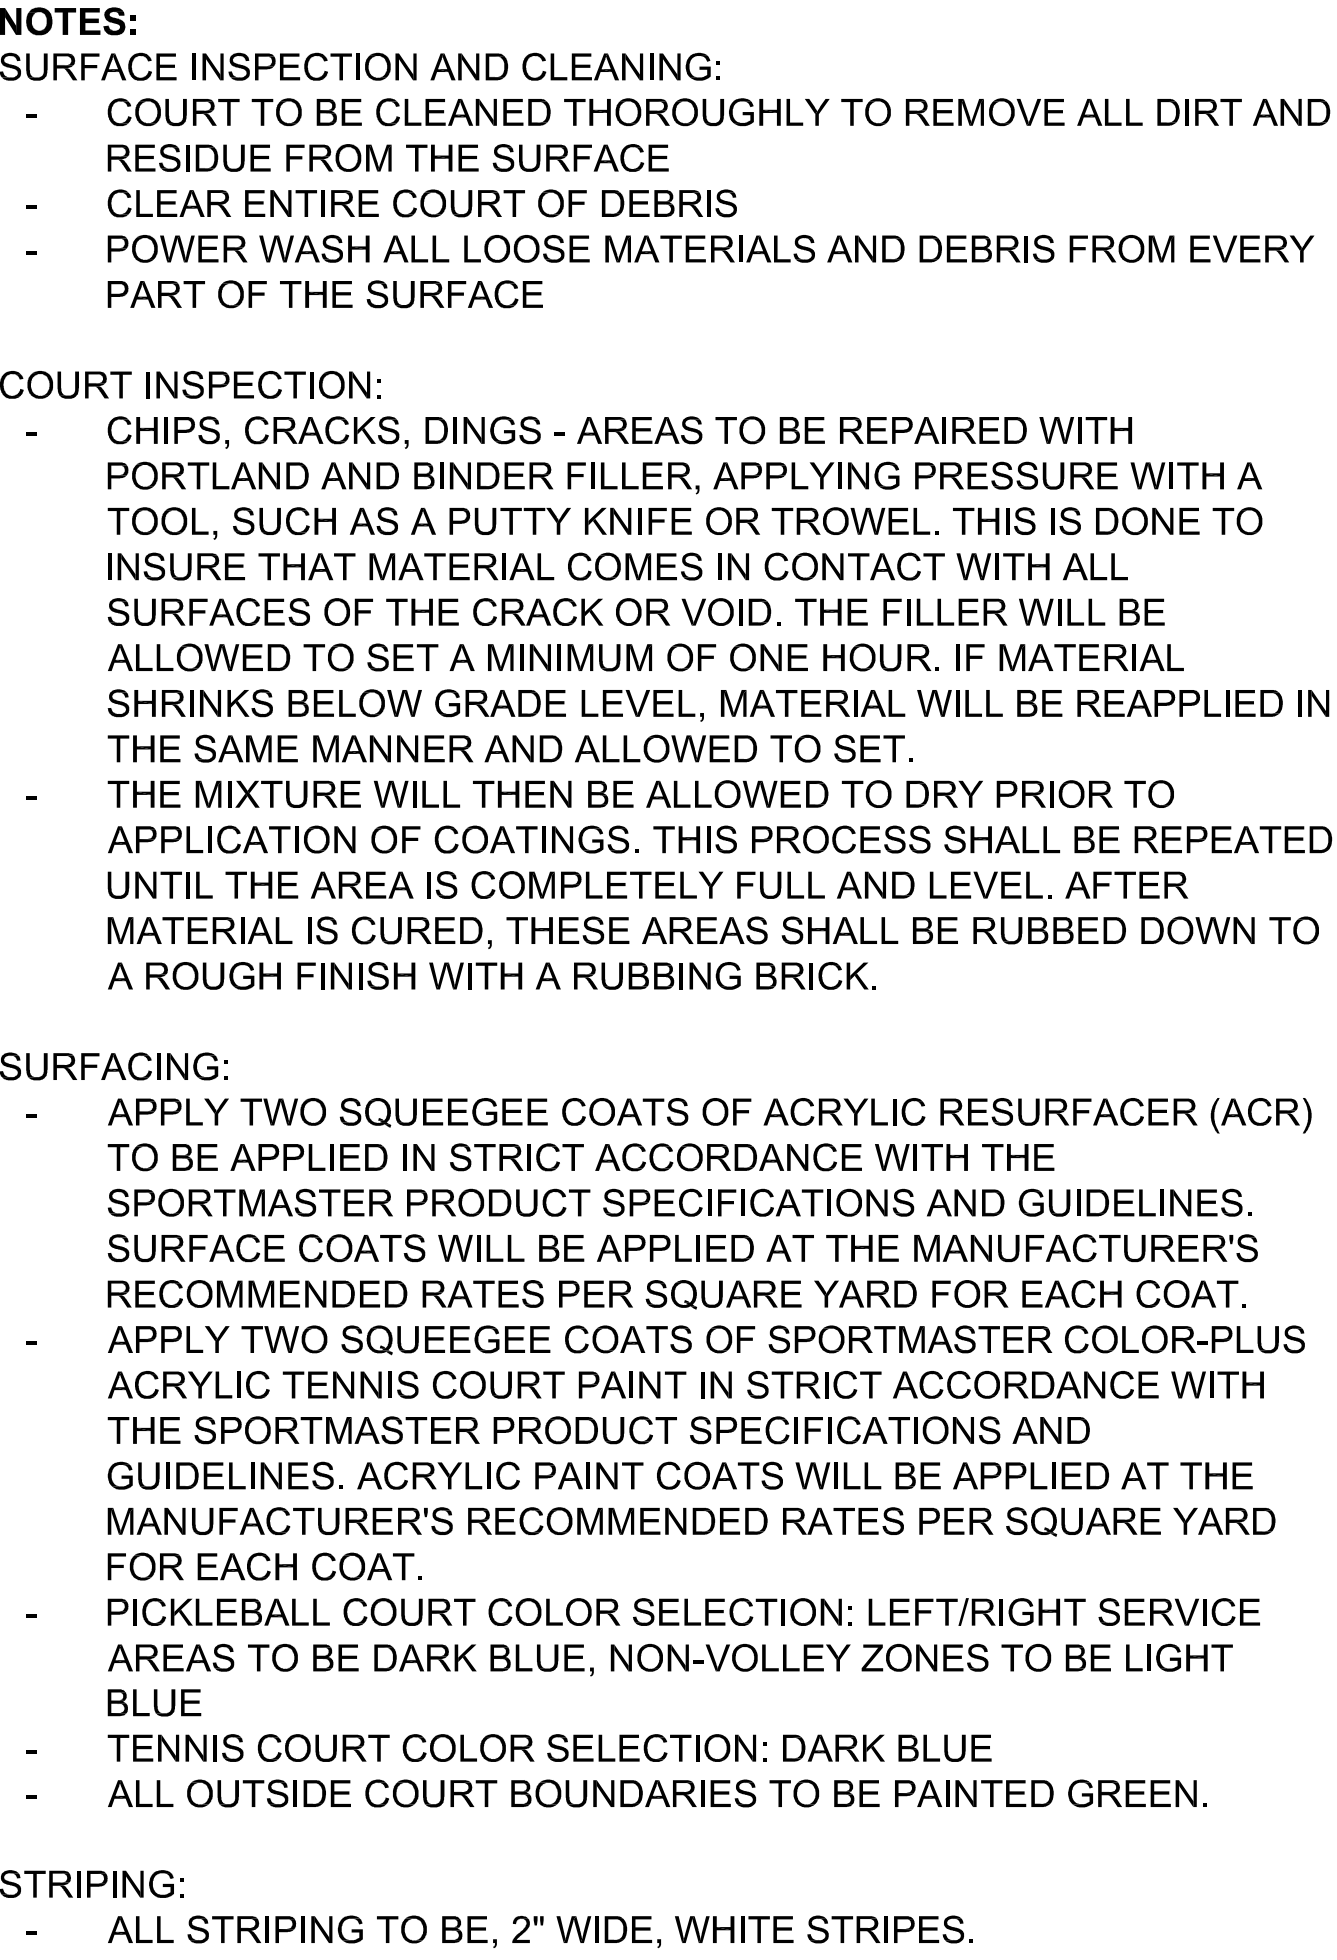 NOTES:
SURFACE INSPECTION AND CLEANING:
- COURT TO BE CLEANED THOROUGHLY TO REMOVE ALL DIRT AND
RESIDUE FROM THE SURFACE
- CLEAR ENTIRE COURT OF DEBRIS
- POWER WASH ALL LOOSE MATERIALS AND DEBRIS FROM EVERY
PART OF THE SURFACE
COURT INSPECTION:
- CHIPS, CRACKS, DINGS - AREAS TO BE REPAIRED WITH
PORTLAND AND BINDER FILLER, APPLYING PRESSURE WITH A
TOOL, SUCH AS A PUTTY KNIFE OR TROWEL. THIS IS DONE TO
INSURE THAT MATERIAL COMES IN CONTACT WITH ALL
SURFACES OF THE CRACK OR VOID. THE FILLER WILL BE
ALLOWED TO SET A MINIMUM OF ONE HOUR. IF MATERIAL
SHRINKS BELOW GRADE LEVEL, MATERIAL WILL BE REAPPLIED IN
THE SAME MANNER AND ALLOWED TO SET.
- THE MIXTURE WILL THEN BE ALLOWED TO DRY PRIOR TO
APPLICATION OF COATINGS. THIS PROCESS SHALL BE REPEATED
UNTIL THE AREA IS COMPLETELY FULL AND LEVEL. AFTER
MATERIAL IS CURED, THESE AREAS SHALL BE RUBBED DOWN TO
A ROUGH FINISH WITH A RUBBING BRICK.
SURFACING:
- APPLY TWO SQUEEGEE COATS OF ACRYLIC RESURFACER (ACR)
TO BE APPLIED IN STRICT ACCORDANCE WITH THE
SPORTMASTER PRODUCT SPECIFICATIONS AND GUIDELINES.
SURFACE COATS WILL BE APPLIED AT THE MANUFACTURER'S
RECOMMENDED RATES PER SQUARE YARD FOR EACH COAT.
- APPLY TWO SQUEEGEE COATS OF SPORTMASTER COLOR-PLUS
ACRYLIC TENNIS COURT PAINT IN STRICT ACCORDANCE WITH
THE SPORTMASTER PRODUCT SPECIFICATIONS AND
GUIDELINES. ACRYLIC PAINT COATS WILL BE APPLIED AT THE
MANUFACTURER'S RECOMMENDED RATES PER SQUARE YARD
FOR EACH COAT.
- PICKLEBALL COURT COLOR SELECTION: LEFT/RIGHT SERVICE
AREAS TO BE DARK BLUE, NON-VOLLEY ZONES TO BE LIGHT
BLUE
- TENNIS COURT COLOR SELECTION: DARK BLUE
- ALL OUTSIDE COURT BOUNDARIES TO BE PAINTED GREEN.
STRIPING:
- ALL STRIPING TO BE, 2" WIDE, WHITE STRIPES.